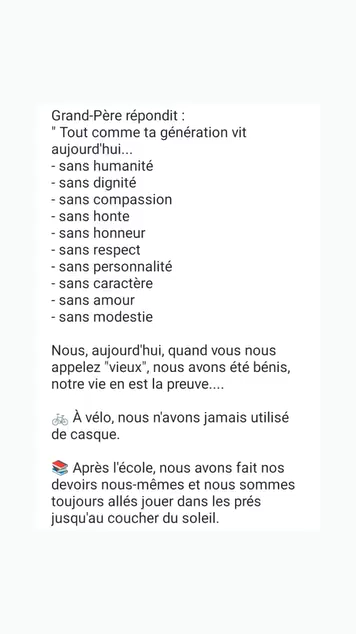 Grand-Père répondit :
" Tout comme ta génération vit
aujourd'hui...
- sans humanité
- sans dignité
- sans compassion
- sans honte
- sans honneur
- sans respect
- sans personnalité
- sans caractère
- sans amour
- sans modestie
Nous, aujourd'hui, quand vous nous
appelez "vieux", nous avons été bénis,
notre vie en est la preuve....
🚲 À vélo, nous n'avons jamais utilisé
de casque.
📚 Après l'école, nous avons fait nos
devoirs nous-mêmes et nous sommes
toujours allés jouer dans les prés
jusqu'au coucher du soleil.